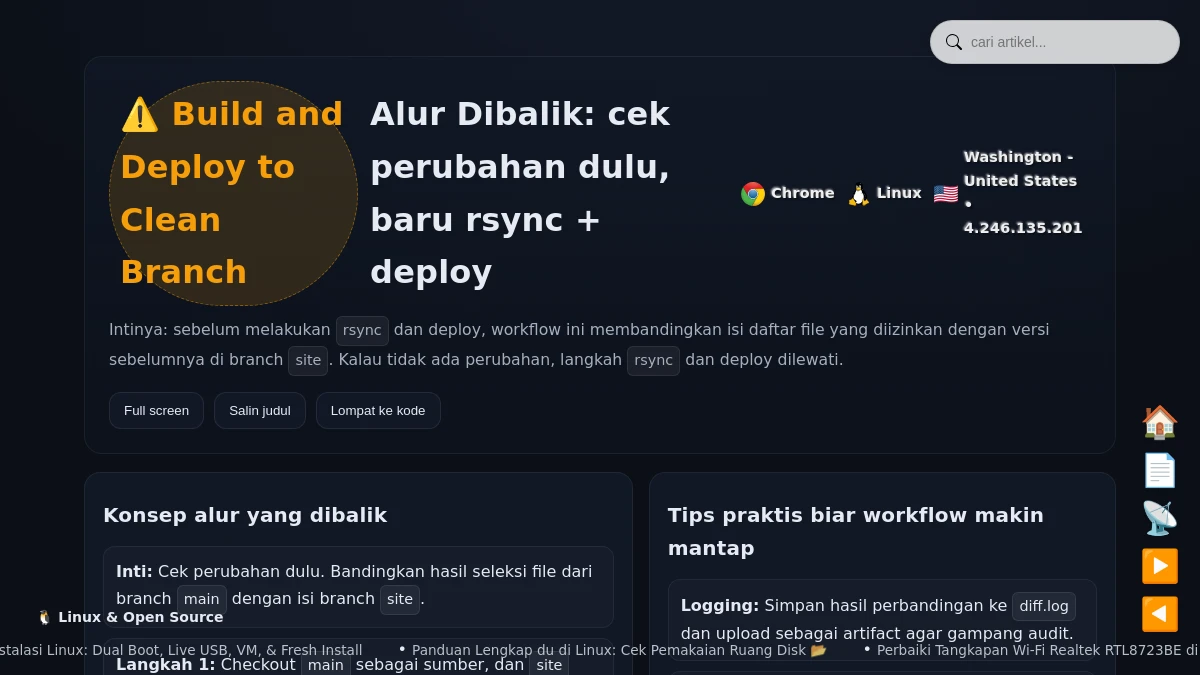 cari artikel...
⚠️ Build and
Deploy to
Clean
Branch
Alur Dibalik: cek
perubahan dulu,
baru rsync +
deploy
Chrome
Linux
Washington -
United States
•
4.246.135.201
Intinya: sebelum melakukan rsync dan deploy, workflow ini membandingkan isi daftar file yang diizinkan dengan versi
sebelumnya di branch site. Kalau tidak ada perubahan, langkah rsync dan deploy dilewati.
Full screen
Salin judul
Lompat ke kode
Konsep alur yang dibalik
Inti: Cek perubahan dulu. Bandingkan hasil seleksi file dari
branch main dengan isi branch site.
Langkah 1: Checkout main sebagai sumber, dan site
Tips praktis biar workflow makin
mantap
Logging: Simpan hasil perbandingan ke diff.log
dan upload sebagai artifact agar gampang audit.
🐧 Linux & Open Source
stalasi Linux: Dual Boot, Live USB, VM, & Fresh Install • Panduan Lengkap du di Linux: Cek Pemakaian Ruang Disk 📂 • Perbaiki Tangkapan Wi-Fi Realtek RTL8723BE di